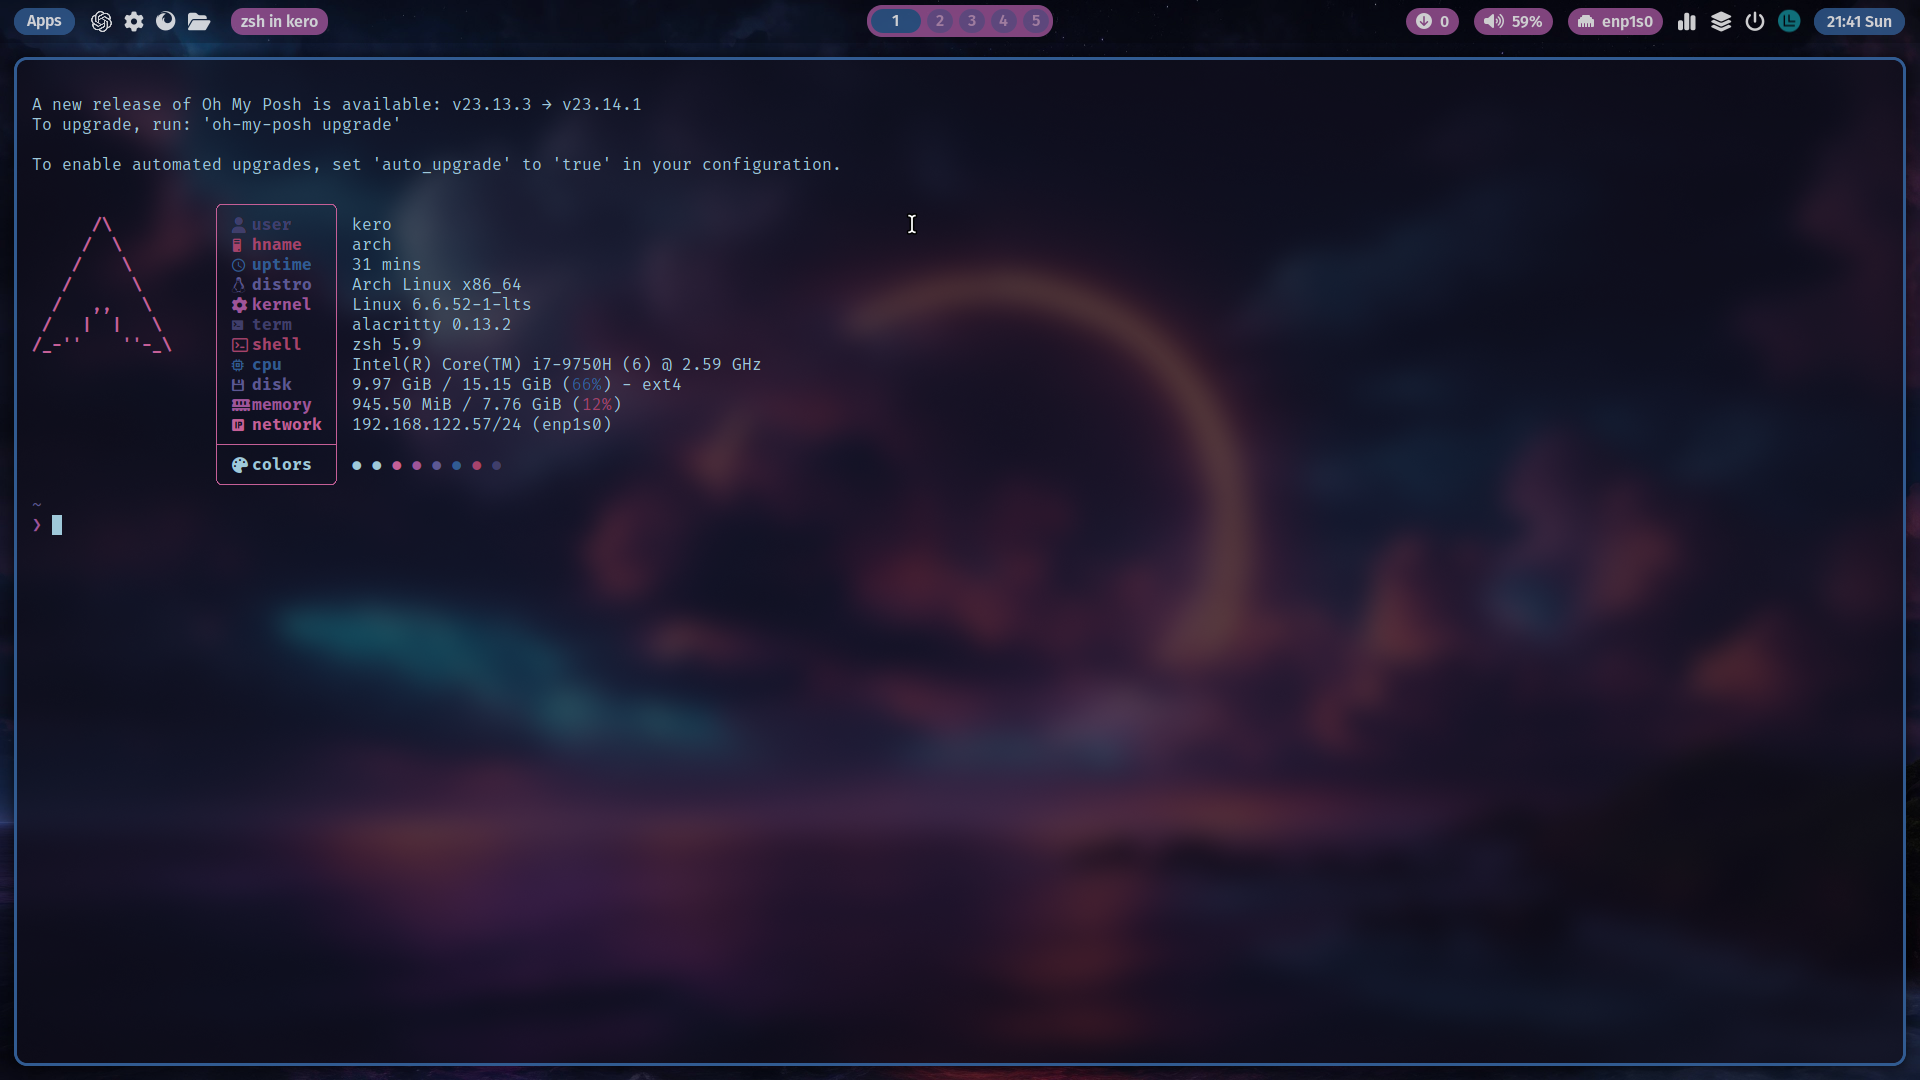 Apps zsh in kero 1 2 3 4 5 0 59% enp1s0 21:41 Sun
A new release of Oh My Posh is available: v23.13.3 → v23.14.1
To upgrade, run: 'oh-my-posh upgrade'
To enable automated upgrades, set 'auto_upgrade' to 'true' in your configuration.
user kero
hname arch
uptime 31 mins
distro Arch Linux x86_64
kernel Linux 6.6.52-1-lts
term alacritty 0.13.2
shell zsh 5.9
cpu Intel(R) Core(TM) i7-9750H (6) @ 2.59 GHz
disk 9.97 GiB / 15.15 GiB (66%) - ext4
memory 945.50 MiB / 7.76 GiB (12%)
network 192.168.122.57/24 (enp1s0)
colors
~
❯